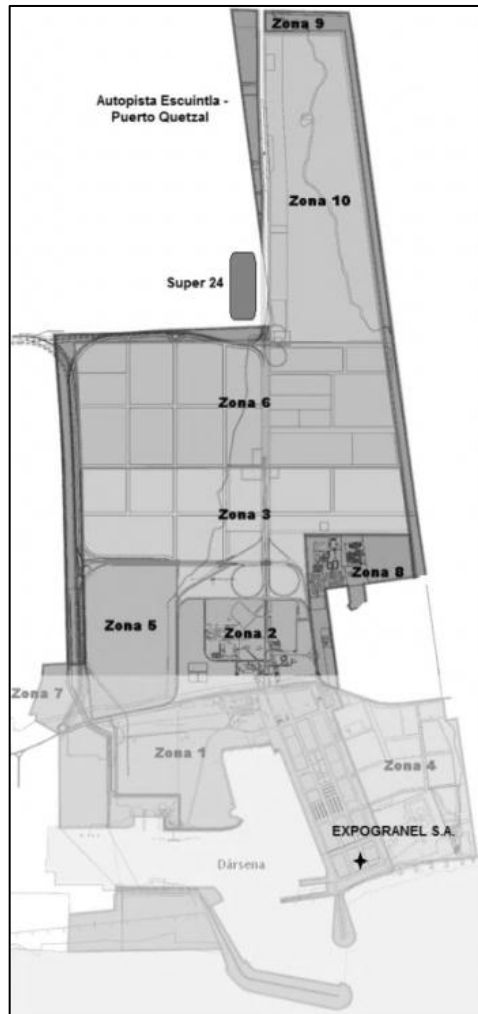 Zona 9
Autopista Escuintla -
Puerto Quetzal
Zona 10
Super 24
Zona 6
Zona 3
Zona 8
Zona 5
Zona 2
Zona 7
Zona 1
Zona 4
EXPOGRANEL S.A.
Dársena